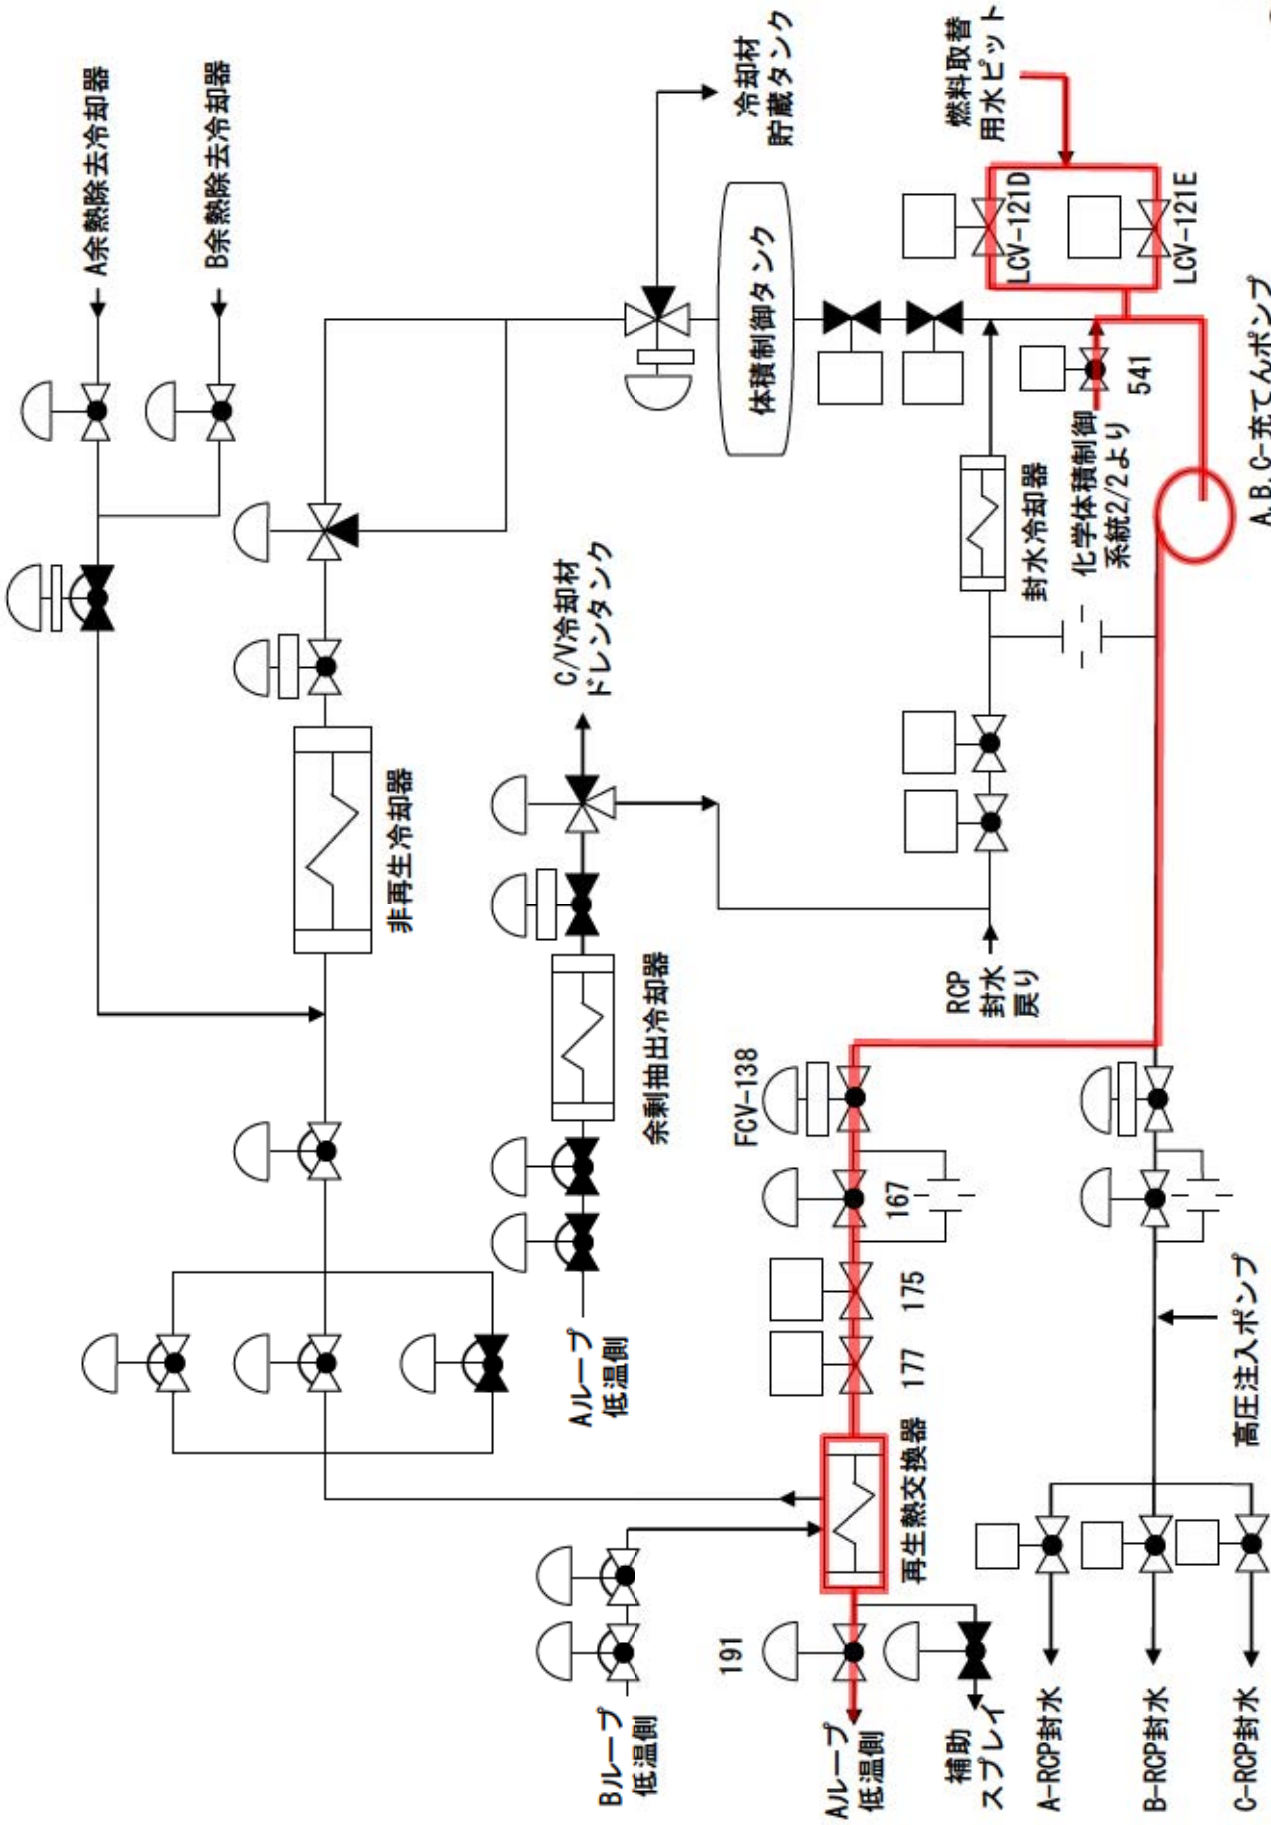 A余熱除去冷却器
B余熱除去冷却器
冷却材
貯蔵タンク
燃料取替
用水ピット
体積制御タンク
LCV-121D
LCV-121E
541
化学体積制御
系統2/2より
封水冷却器
A,B,C-充てんポンプ
非再生冷却器
C/V冷却材
ドレンタンク
余剰抽出冷却器
Aループ
低温側
RCP
封水
戻り
FCV-138
167
175
177
再生熱交換器
高圧注入ポンプ
191
Bループ
低温側
Aループ
低温側
補助
スプレイ
A-RCP封水
B-RCP封水
C-RCP封水